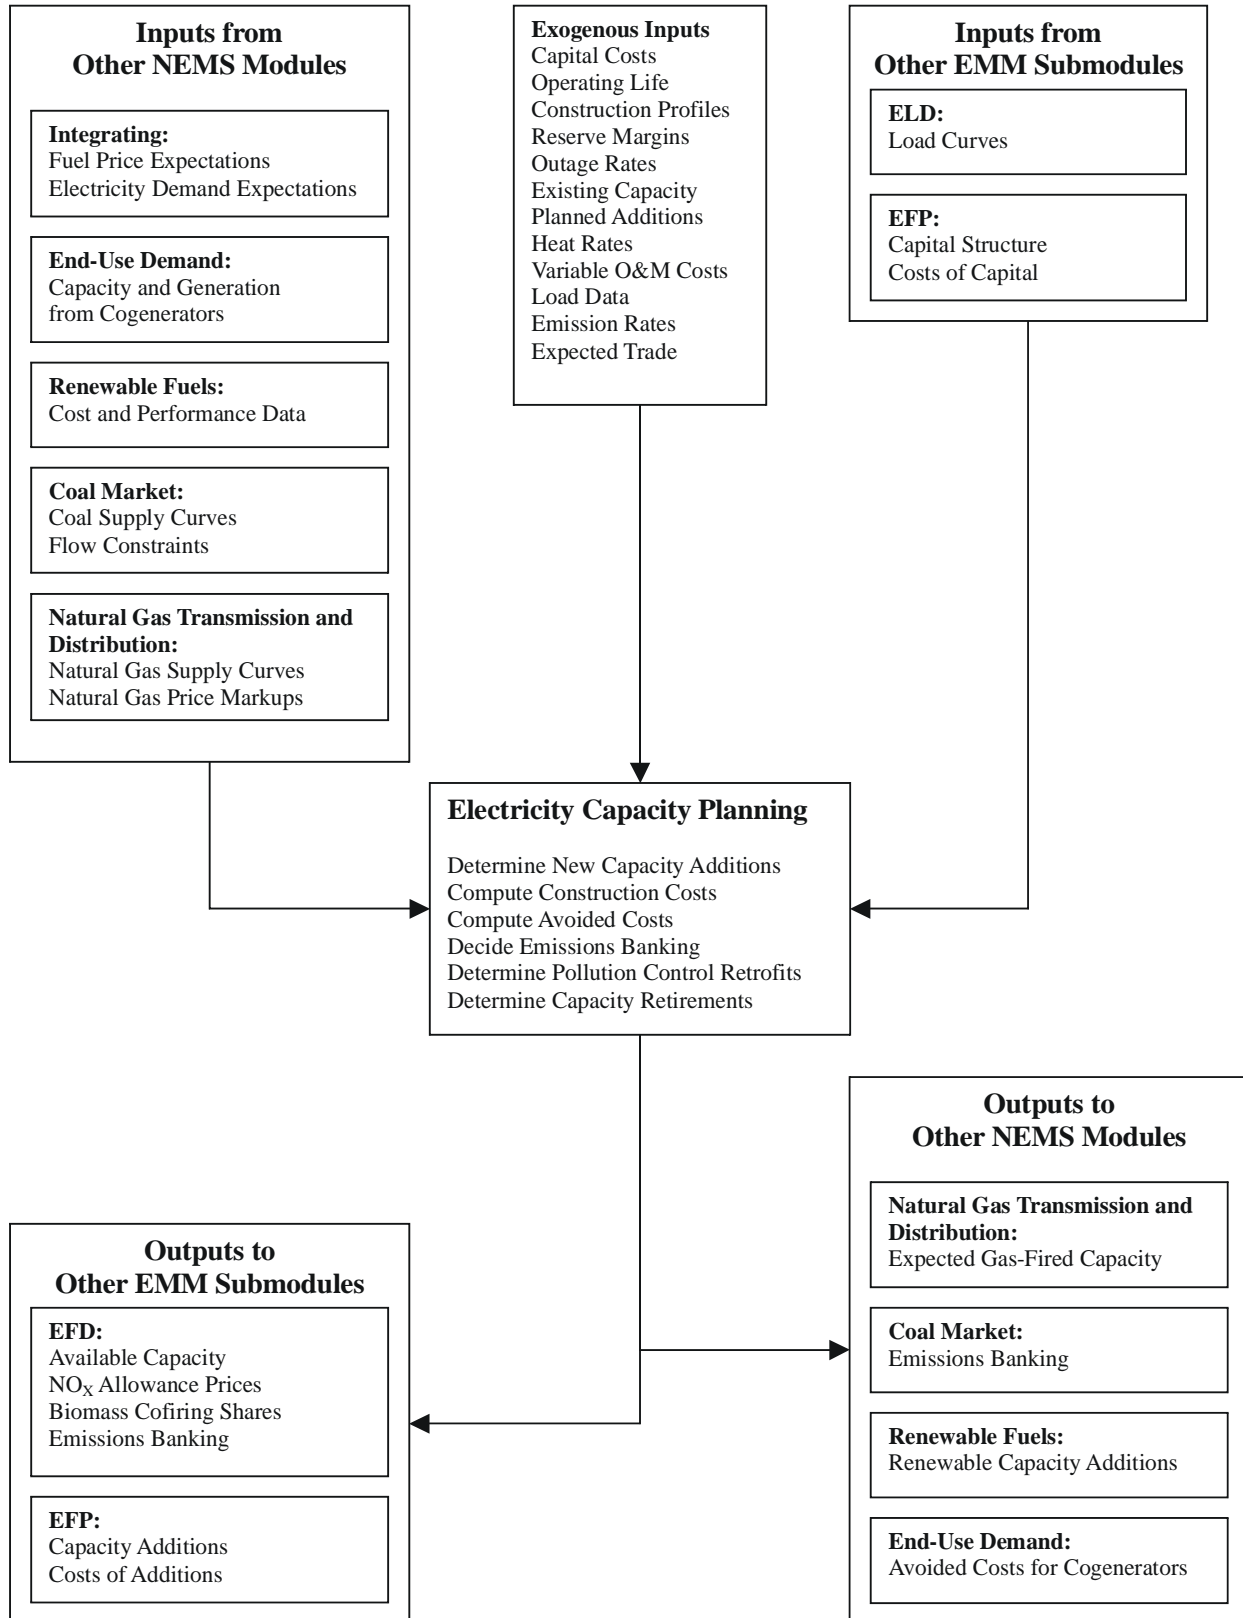 Inputs from
Other NEMS Modules
Integrating:
Fuel Price Expectations
Electricity Demand Expectations
End-Use Demand:
Capacity and Generation
from Cogenerators
Renewable Fuels:
Cost and Performance Data
Coal Market:
Coal Supply Curves
Flow Constraints
Natural Gas Transmission and
Distribution:
Natural Gas Supply Curves
Natural Gas Price Markups
Exogenous Inputs
Capital Costs
Operating Life
Construction Profiles
Reserve Margins
Outage Rates
Existing Capacity
Planned Additions
Heat Rates
Variable O&M Costs
Load Data
Emission Rates
Expected Trade
Inputs from
Other EMM Submodules
ELD:
Load Curves
EFP:
Capital Structure
Costs of Capital
Electricity Capacity Planning
Determine New Capacity Additions
Compute Construction Costs
Compute Avoided Costs
Decide Emissions Banking
Determine Pollution Control Retrofits
Determine Capacity Retirements
Outputs to
Other EMM Submodules
EFD:
Available Capacity
NOX Allowance Prices
Biomass Cofiring Shares
Emissions Banking
EFP:
Capacity Additions
Costs of Additions
Outputs to
Other NEMS Modules
Natural Gas Transmission and
Distribution:
Expected Gas-Fired Capacity
Coal Market:
Emissions Banking
Renewable Fuels:
Renewable Capacity Additions
End-Use Demand:
Avoided Costs for Cogenerators